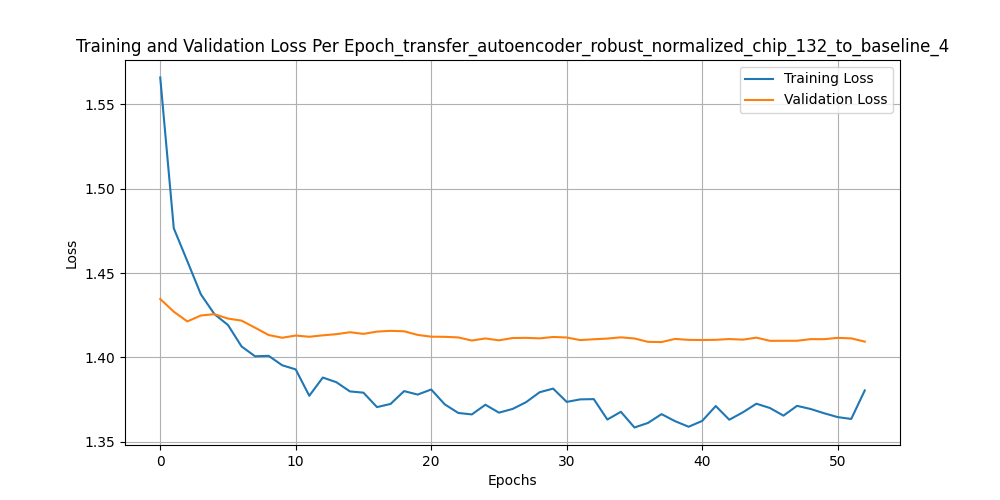 Training and Validation Loss Per Epoch_transfer_autoencoder_robust_normalized_chip_132_to_baseline_4
Training Loss
Validation Loss
1.55
1.50
1.45
1.40
1.35
Loss
0
10
20
30
40
50
Epochs